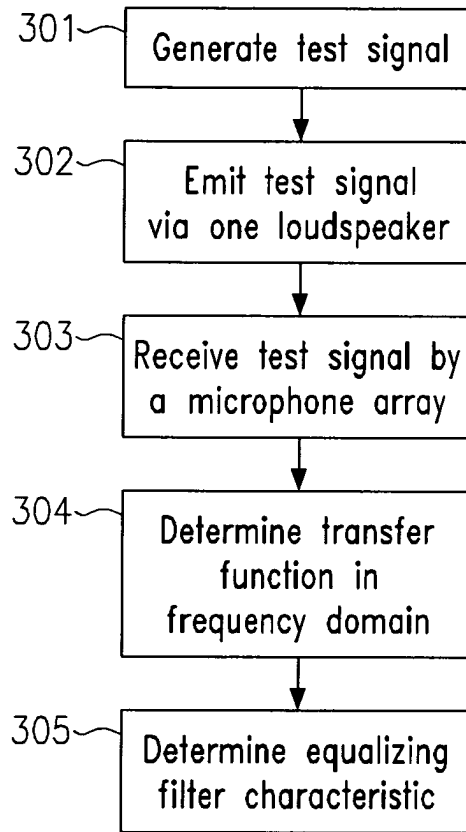 301
Generate test signal
302
Emit test signal
via one loudspeaker
303
Receive test signal by
a microphone array
304
Determine transfer
function in
frequency domain
305
Determine equalizing
filter characteristic